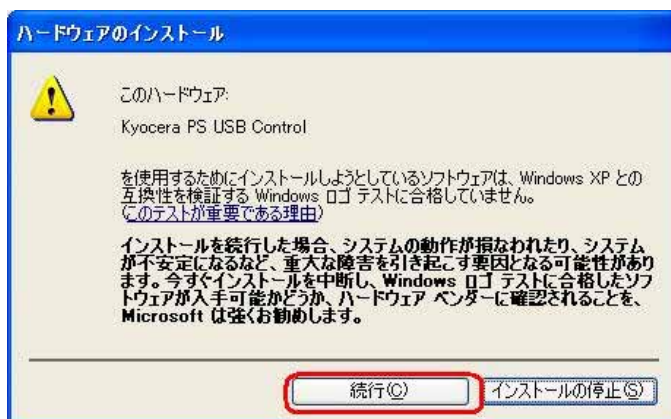 ハードウェアのインストール
このハードウェア:
Kyocera PS USB Control
を使用するためにインストールしようとしているソフトウェアは、Windows XP との
互換性を検証する Windows ロゴ テストに合格していません。
(このテストが重要である理由)
インストールを続行した場合、システムの動作が損なわれたり、システム
が不安定になるなど、重大な障害を引き起こす要因となる可能性があり
ます。今すぐインストールを中断し、Windows ロゴ テストに合格したソフ
トウェアが入手可能かどうか、ハードウェア ベンダーに確認されることを、
Microsoft は強くお勧めします。
続行(C)
インストールの停止(S)